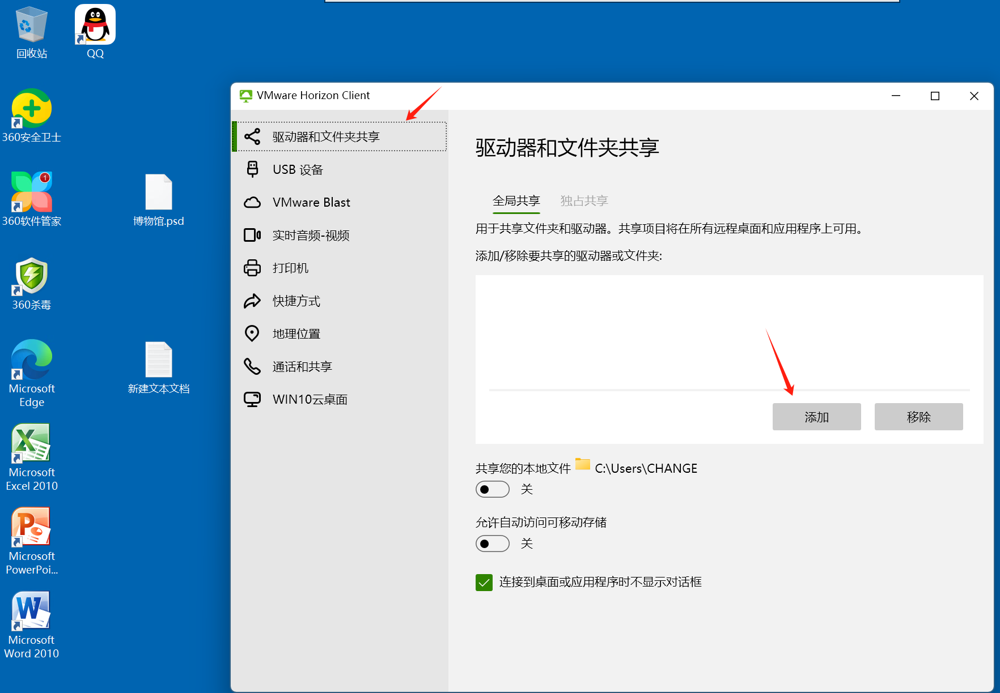 回收站
QQ
360安全卫士
1
360软件管家
博物馆.psd
360杀毒
Microsoft
Edge
新建文本文档
Microsoft
Excel 2010
Microsoft
PowerPoi...
Microsoft
Word 2010
VMware Horizon Client
驱动器和文件夹共享
USB 设备
VMware Blast
实时音频-视频
打印机
快捷方式
地理位置
通话和共享
WIN10云桌面
驱动器和文件夹共享
全局共享 独占共享
用于共享文件夹和驱动器。共享项目将在所有远程桌面和应用程序上可用。
添加/移除要共享的驱动器或文件夹:
添加 移除
共享您的本地文件 C:\Users\CHANGE
关
允许自动访问可移动存储
关
连接到桌面或应用程序时不显示对话框